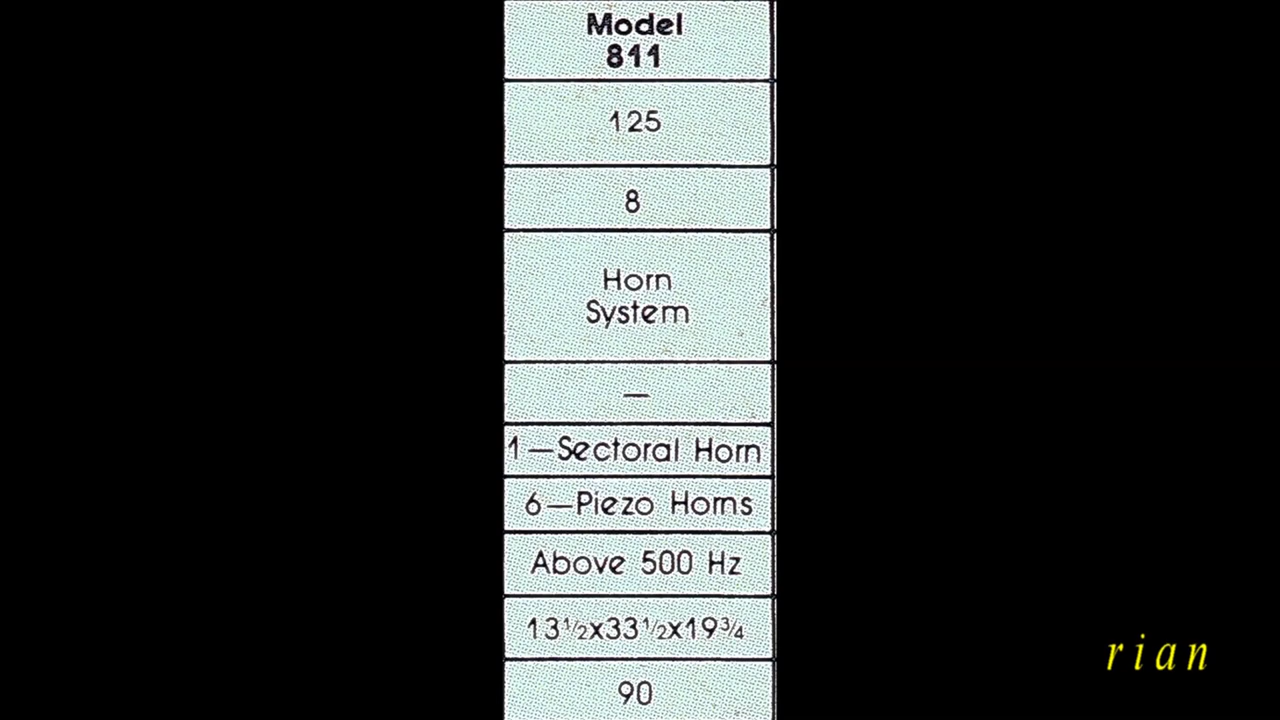 Model
811
125
8
Horn
System
—
1—Sectoral Horn
6—Piezo Horns
Above 500 Hz
13½x33½x19¾
90
rian